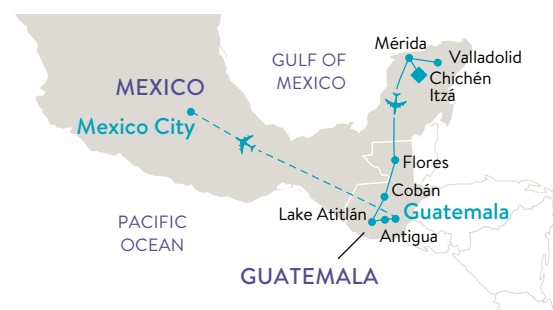 Mérida
GULF OF
MEXICO
Valladolid
Chichén
Itzá
MEXICO
Mexico City
Flores
Cobán
Lake Atitlán
Guatemala
PACIFIC
OCEAN
Antigua
GUATEMALA